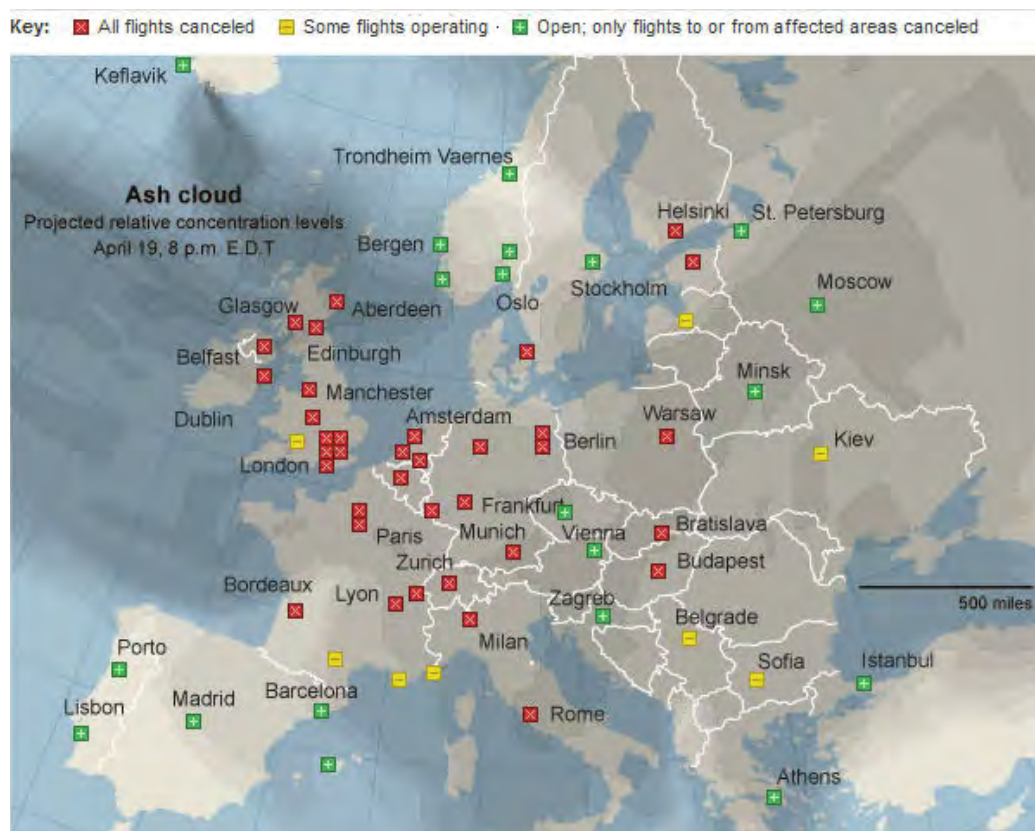 Key: All flights canceled Some flights operating · Open; only flights to or from affected areas canceled
Keflavik
Trondheim Vaernes
Ash cloud
Projected relative concentration levels
April 19, 8 p.m. E.D.T
Helsinki
St. Petersburg
Bergen
Stockholm
Oslo
Moscow
Glasgow
Aberdeen
Belfast
Edinburgh
Minsk
Manchester
Dublin
Amsterdam
Warsaw
Berlin
Kiev
London
Frankfurt
Paris
Munich
Vienna
Bratislava
Zurich
Budapest
Bordeaux
Lyon
Zagreb
500 miles
Belgrade
Milan
Porto
Sofia
Istanbul
Barcelona
Madrid
Lisbon
Rome
Athens